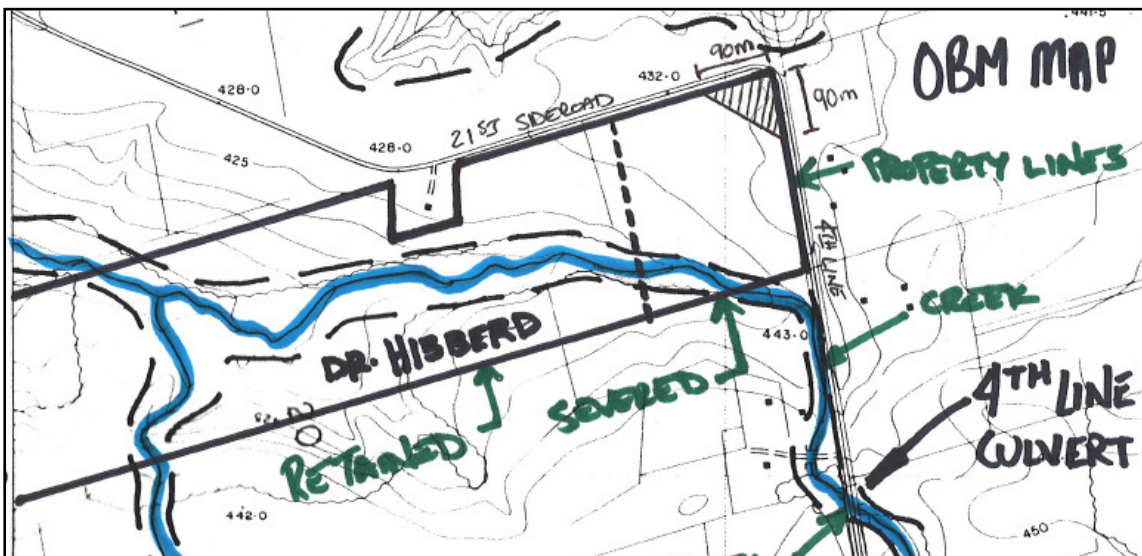 441.5
90m
OBM MAP
428.0
432.0
90m
21ST SIDEROAD
428.0
425
PROPERTY LINES
4TH LINE
CREEK
DR. HIBBERD
443.0
SEVERED
4TH LINE
CULVERT
RETAINED
442.0
450